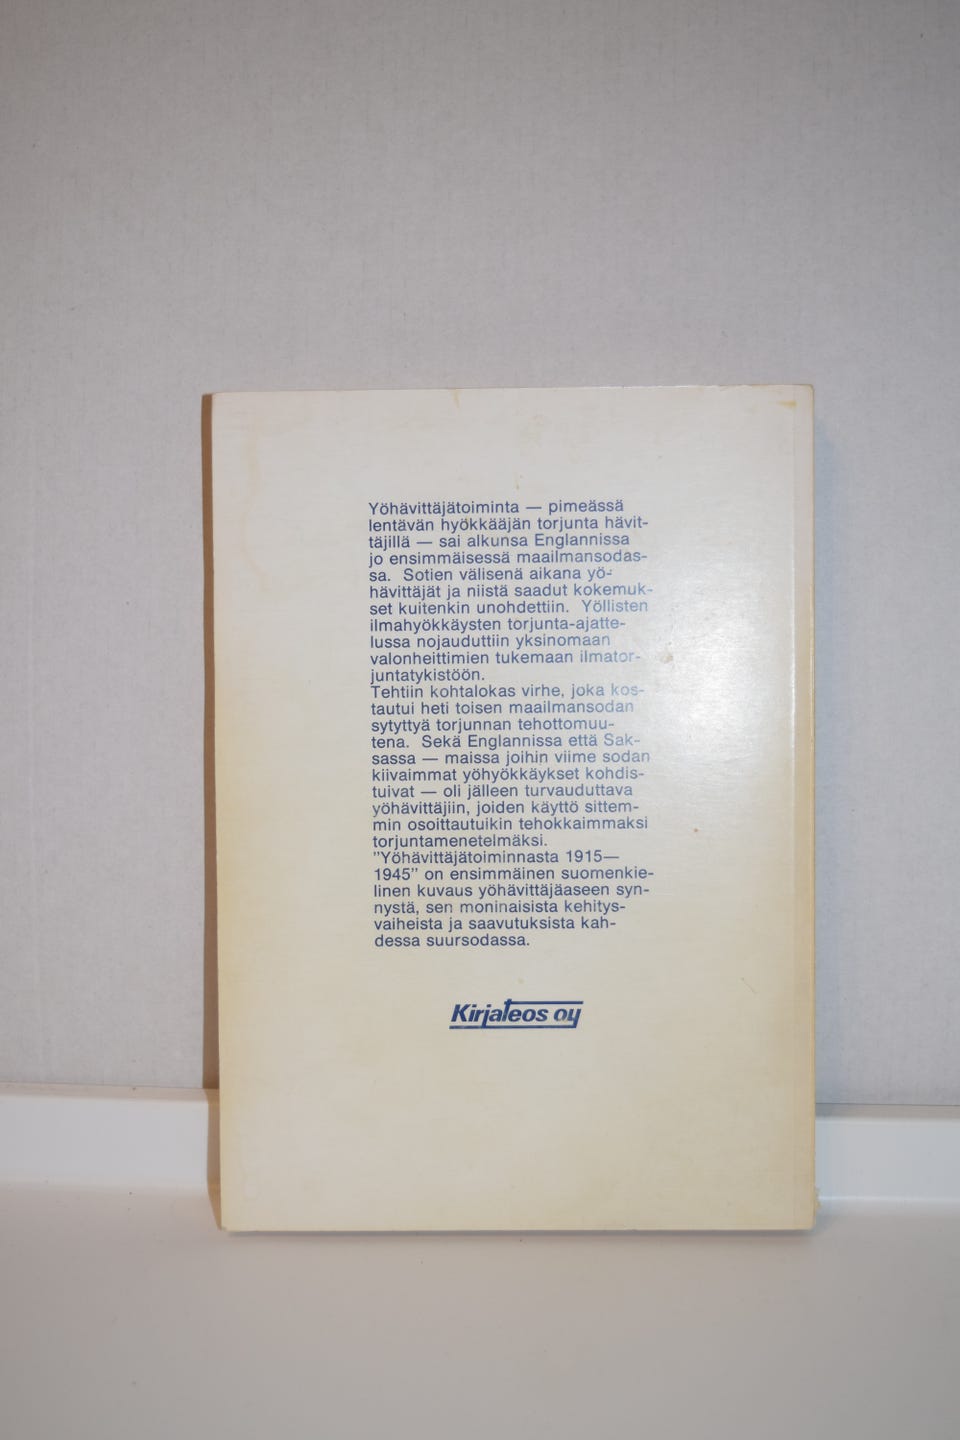 Yöhävittäjätoiminta — pimeässä
lentävän hyökkääjän torjunta hävit-
täjillä — sai alkunsa Englannissa
jo ensimmäisessä maailmansodas-
sa. Sotien välisenä aikana yö-
hävittäjät ja niistä saadut kokemuk-
set kuitenkin unohdettiin. Yöllisten
ilmahyökkäysten torjunta-ajatte-
lussa nojauduttiin yksinomaan
valonheittimien tukemaan ilmator-
juntatykistöön.
Tehtiin kohtalokas virhe, joka kos-
tautui heti toisen maailmansodan
sytyttyä torjunnan tehottomuu-
tena. Sekä Englannissa että Sak-
sassa — maissa joihin viime sodan
kiivaimmat yöhyökkäykset kohdis-
tuivat — oli jälleen turvauduttava
yöhävittäjiin, joiden käyttö sittem-
min osoittautuikin tehokkaimmaksi
torjuntamenetelmäksi.
"Yöhävittäjätoiminnasta 1915—
1945" on ensimmäinen suomenkie-
linen kuvaus yöhävittäjäaseen syn-
nystä, sen moninaisista kehitys-
vaiheista ja saavutuksista kah-
dessa suursodassa.
Kirjateos oy